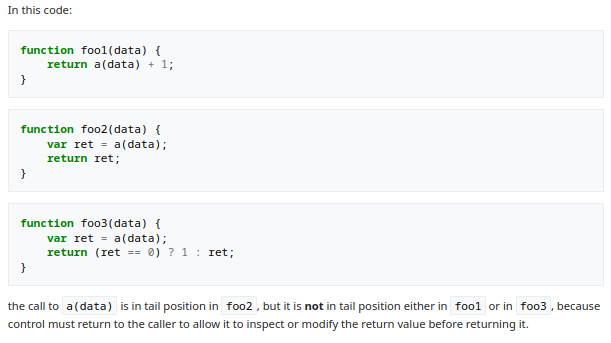 In this code:
function foo1(data) {
    return a(data) + 1;
}
function foo2(data) {
    var ret = a(data);
    return ret;
}
function foo3(data) {
    var ret = a(data);
    return (ret == 0) ? 1 : ret;
}
the call to a(data) is in tail position in foo2, but it is not in tail position either in foo1 or in foo3, because
control must return to the caller to allow it to inspect or modify the return value before returning it.